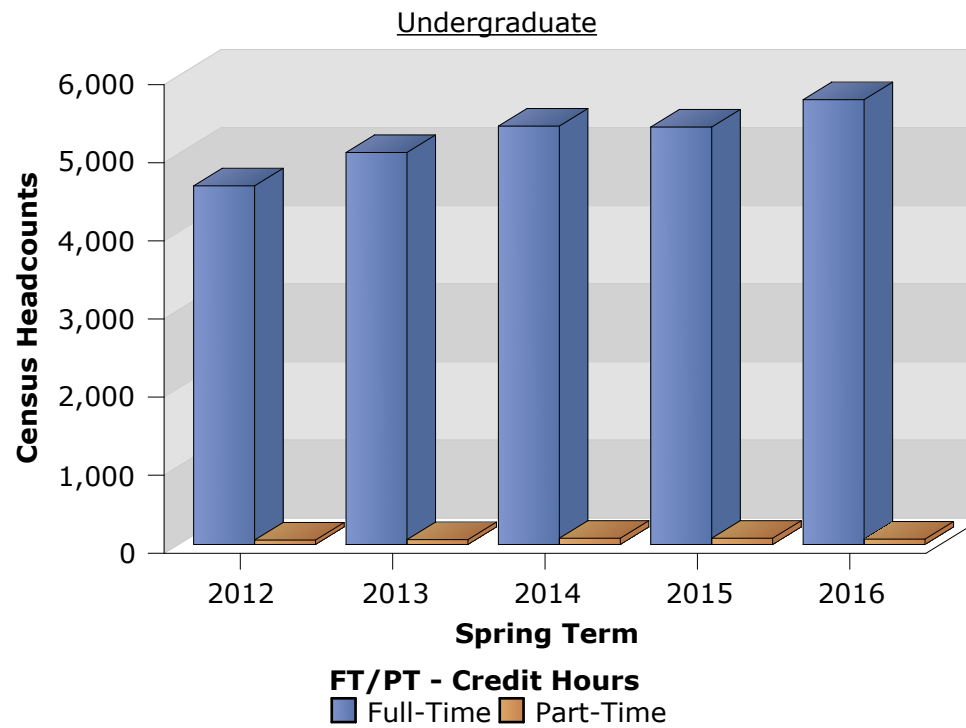 Undergraduate
6,000
5,000
4,000
3,000
2,000
1,000
0
Census Headcounts
2012 2013 2014 2015 2016
Spring Term
FT/PT - Credit Hours
Full-Time Part-Time